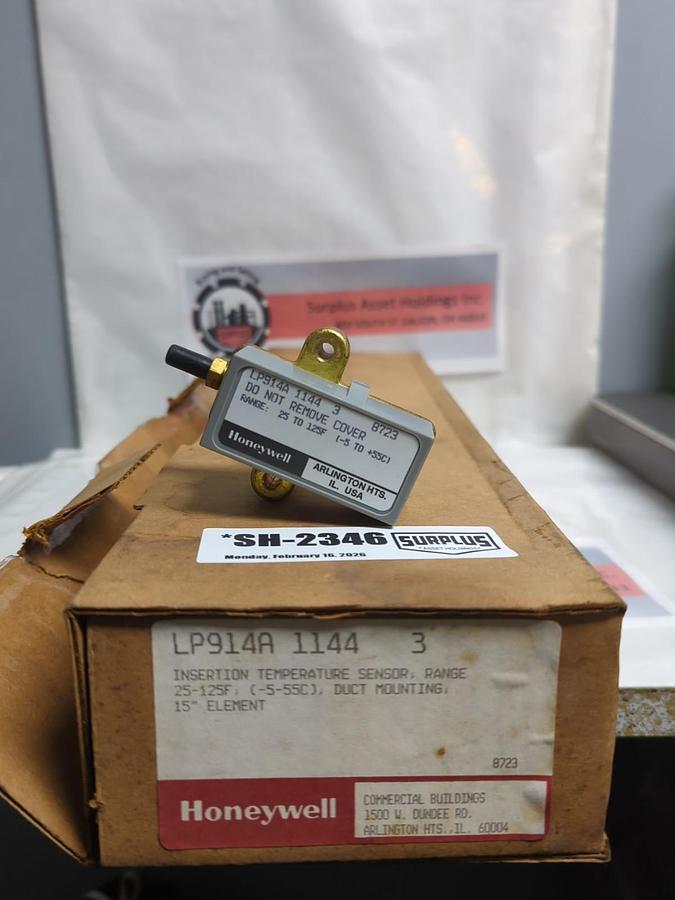 Surplus Asset Holdings Inc
LP914A 1144 3 8723
DO NOT REMOVE COVER
RANGE: 25 TO 125F (-5 TO +55C)
Honeywell
ARLINGTON HTS.
IL. USA
*SH-2346
SURPLUS
*ASSET HOLDINGS*
Monday, February 16, 2026
LP914A 1144 3
INSERTION TEMPERATURE SENSOR, RANGE
25-125F, (-5-55C), DUCT MOUNTING,
15" ELEMENT
8723
Honeywell
COMMERCIAL BUILDINGS
1500 W. DUNDEE RD.
ARLINGTON HTS.,IL. 60004